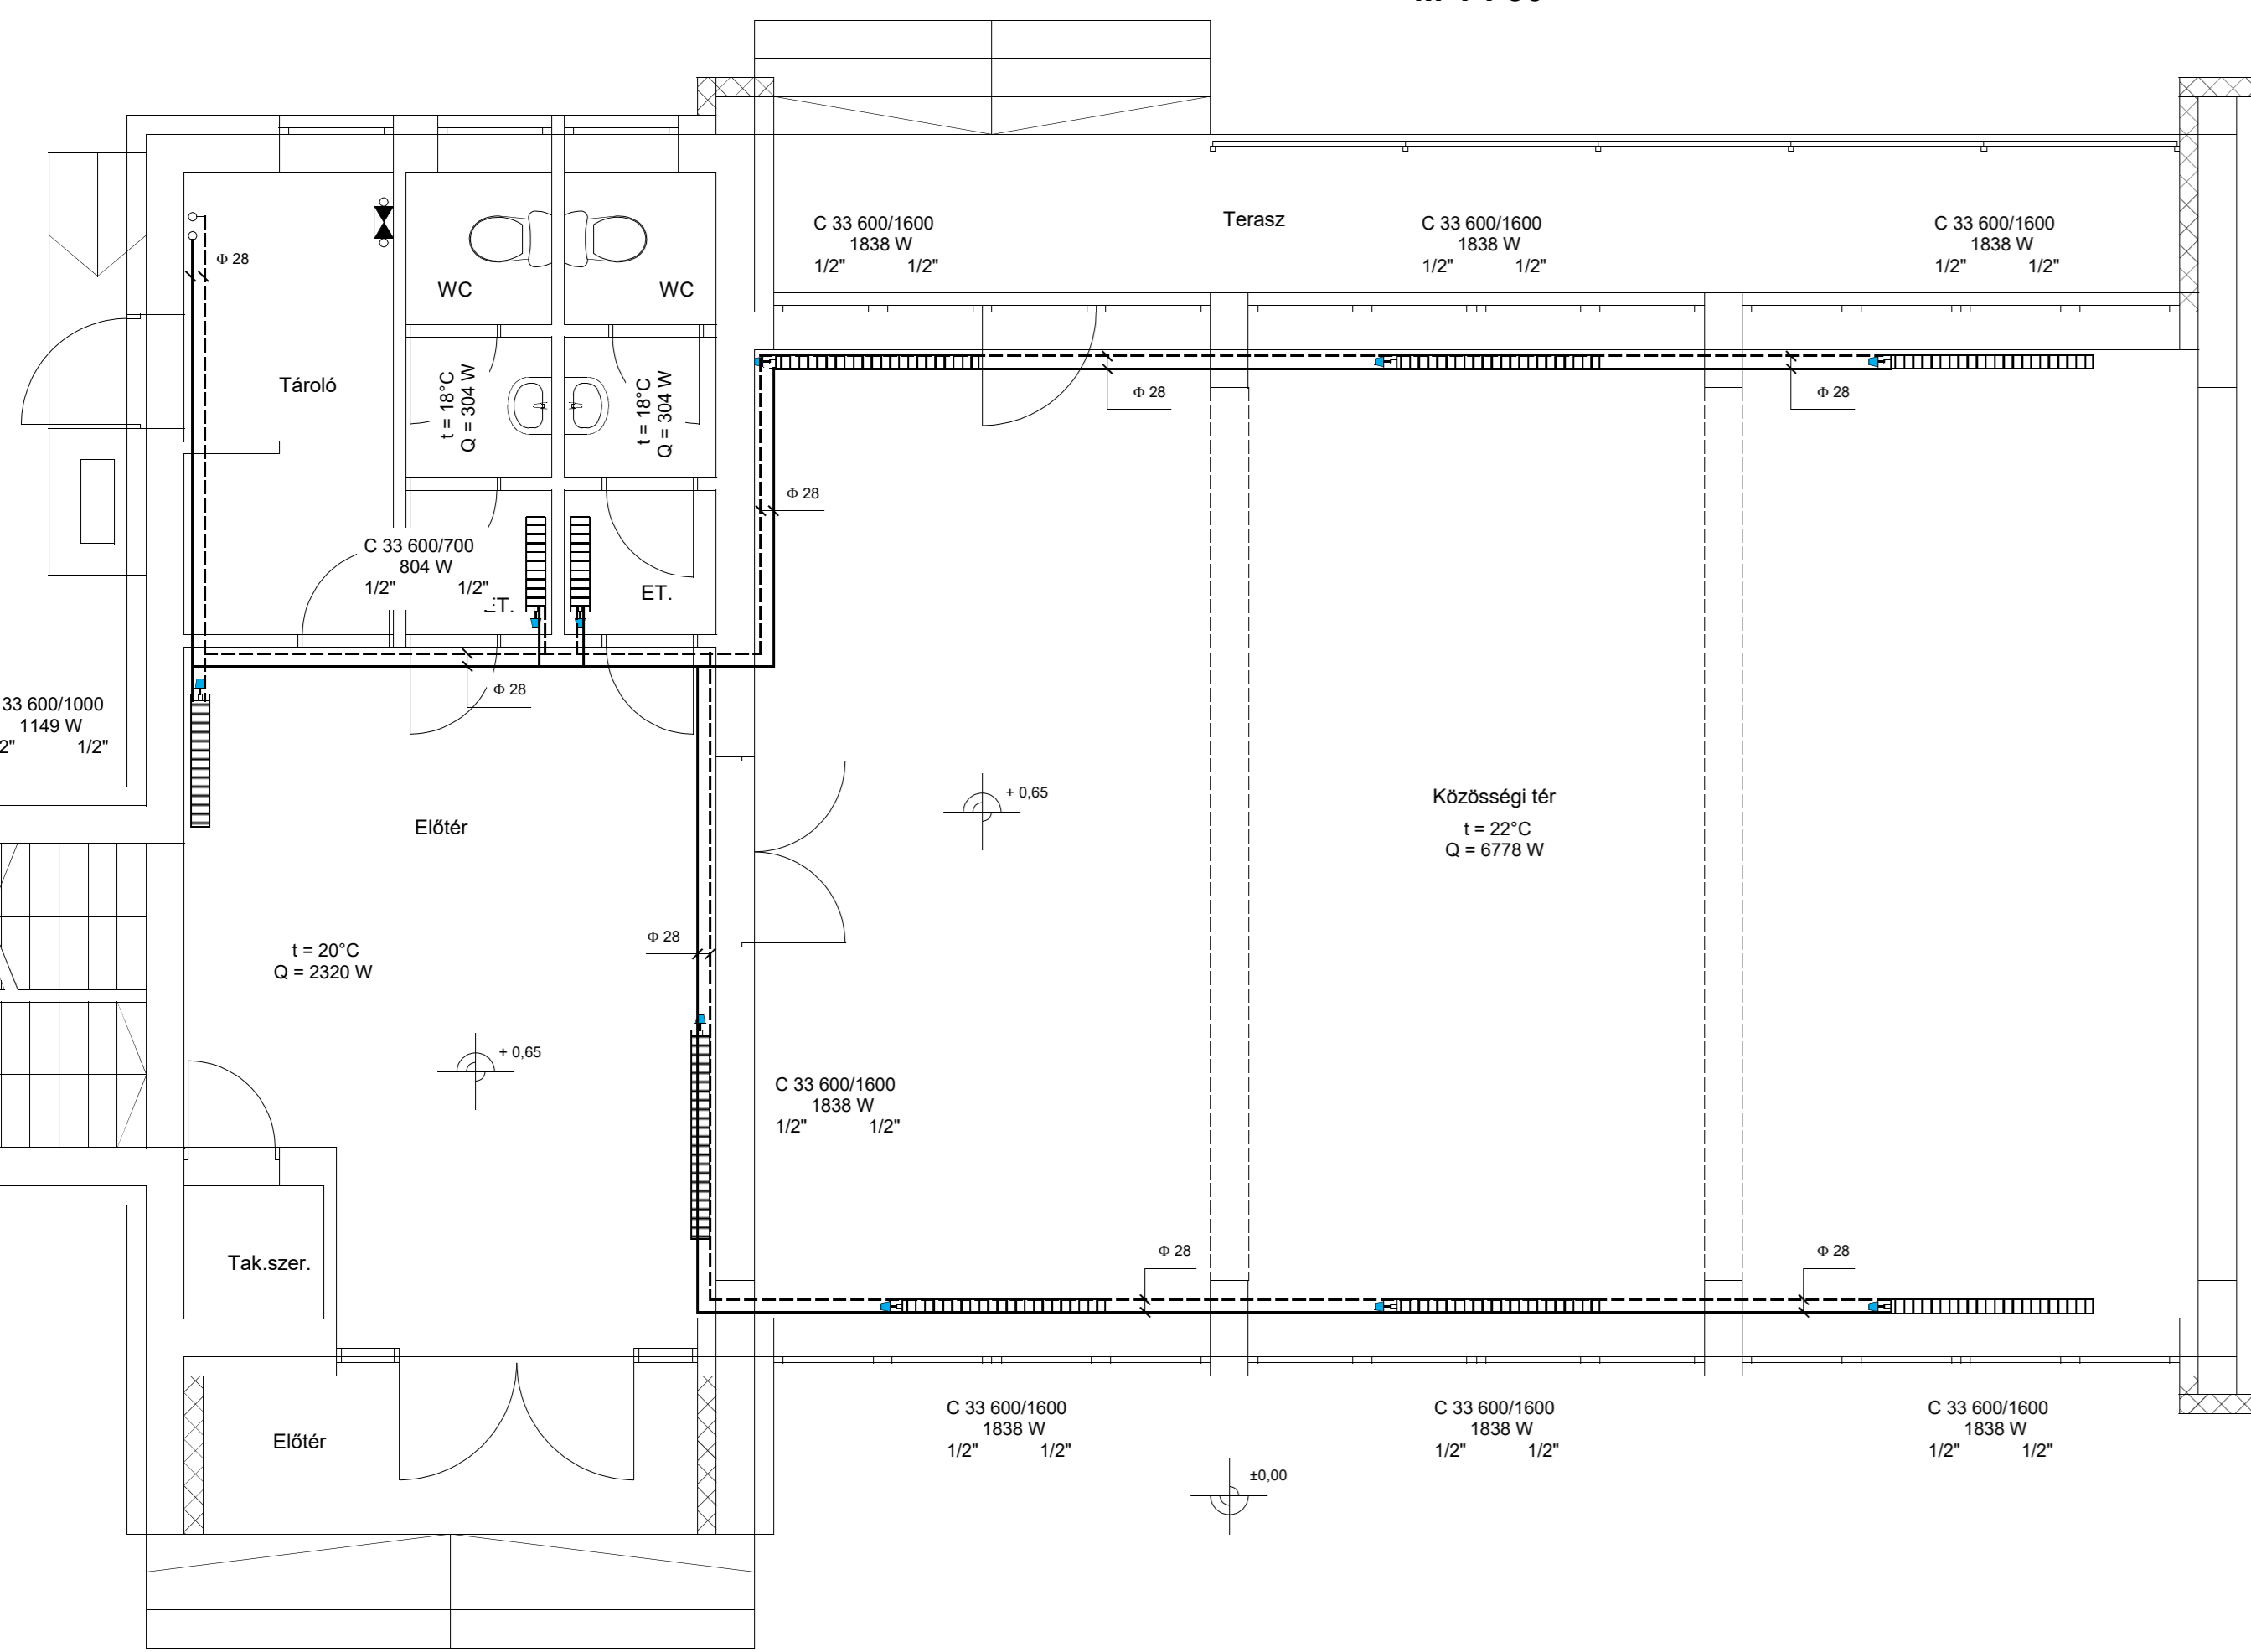 C 33 600/1600
1838 W
1/2" 1/2"
Terasz
C 33 600/1600
1838 W
1/2" 1/2"
C 33 600/1600
1838 W
1/2" 1/2"
Φ 28
WC
WC
Tároló
t = 18°C
Q = 304 W
t = 18°C
Q = 304 W
Φ 28
Φ 28
Φ 28
C 33 600/700
804 W
1/2" 1/2"
ET.
ET.
Φ 28
33 600/1000
1149 W
2" 1/2"
Előtér
+ 0,65
Közösségi tér
t = 22°C
Q = 6778 W
t = 20°C
Q = 2320 W
Φ 28
+ 0,65
C 33 600/1600
1838 W
1/2" 1/2"
Tak.szer.
Φ 28
Φ 28
Előtér
C 33 600/1600
1838 W
1/2" 1/2"
C 33 600/1600
1838 W
1/2" 1/2"
C 33 600/1600
1838 W
1/2" 1/2"
±0,00